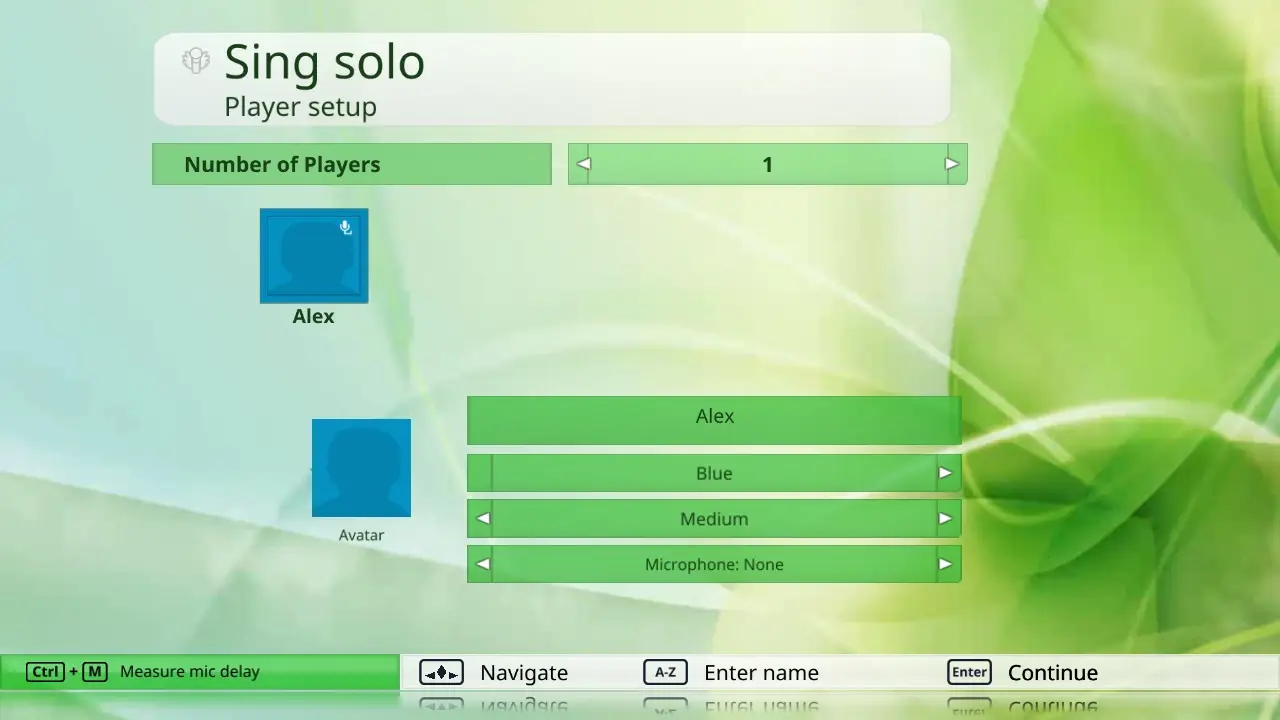 Sing solo
Player setup
Number of Players
1
Alex
Alex
Blue
Medium
Microphone: None
Avatar
Ctrl + M Measure mic delay
Navigate
A-Z Enter name
Enter Continue